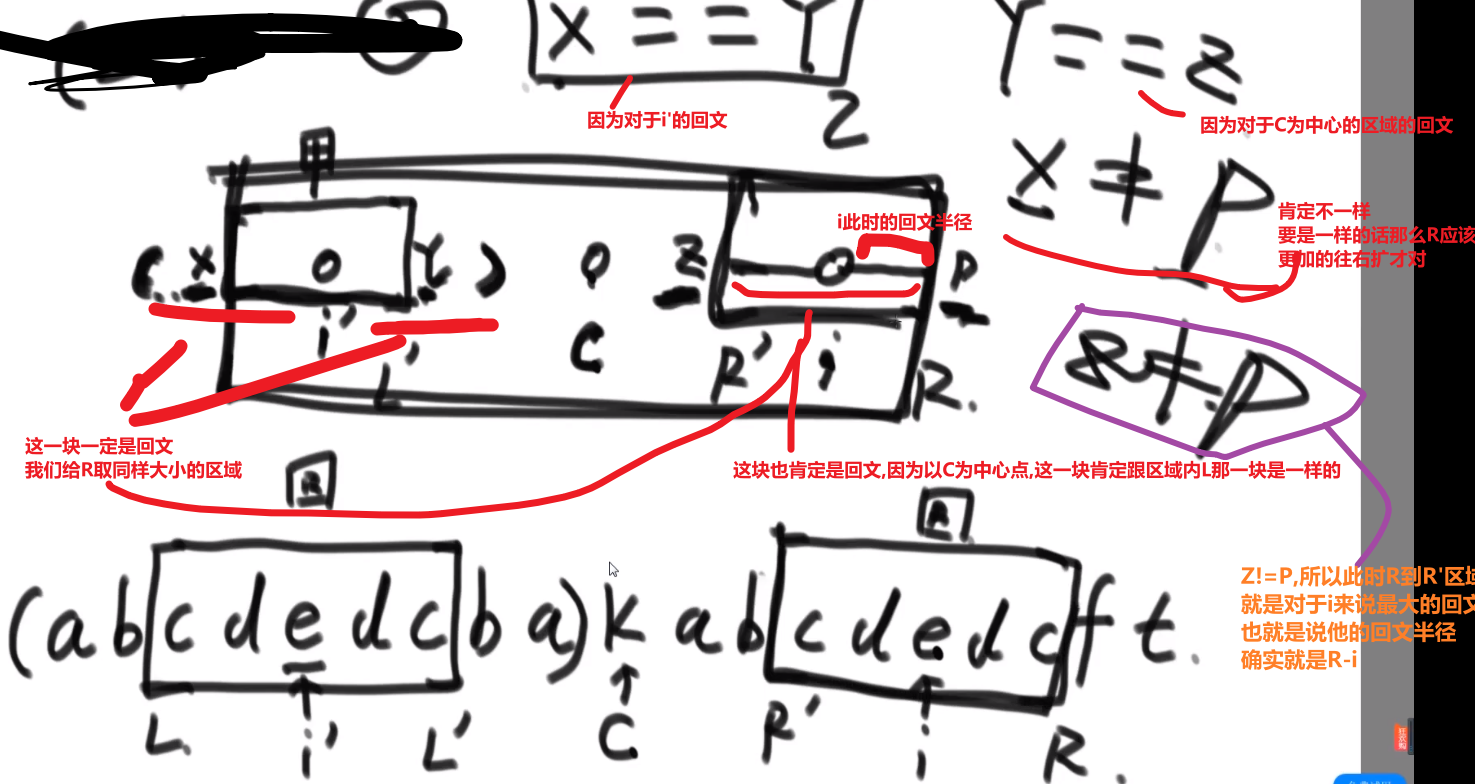 X == Y
Y == Z
因为对于i'的回文
因为对于C为中心的区域的回文
Z
X ≠ P
肯定不一样
要是一样的话那么R应该
更加的往右扩才对
i此时的回文半径
( X O Y ) O Z O P
i' C R' i R.
L'
Z ≠ P
这一块一定是回文
我们给R取同样大小的区域
这块也肯定是回文,因为以C为中心点,这一块肯定跟区域内L那一块是一样的
Z!=P,所以此时R到R'区域
就是对于i来说最大的回文
也就是说他的回文半径
确实就是R-i
(abcdedcba)kabcdedcft.
L i' L' C R' i R.